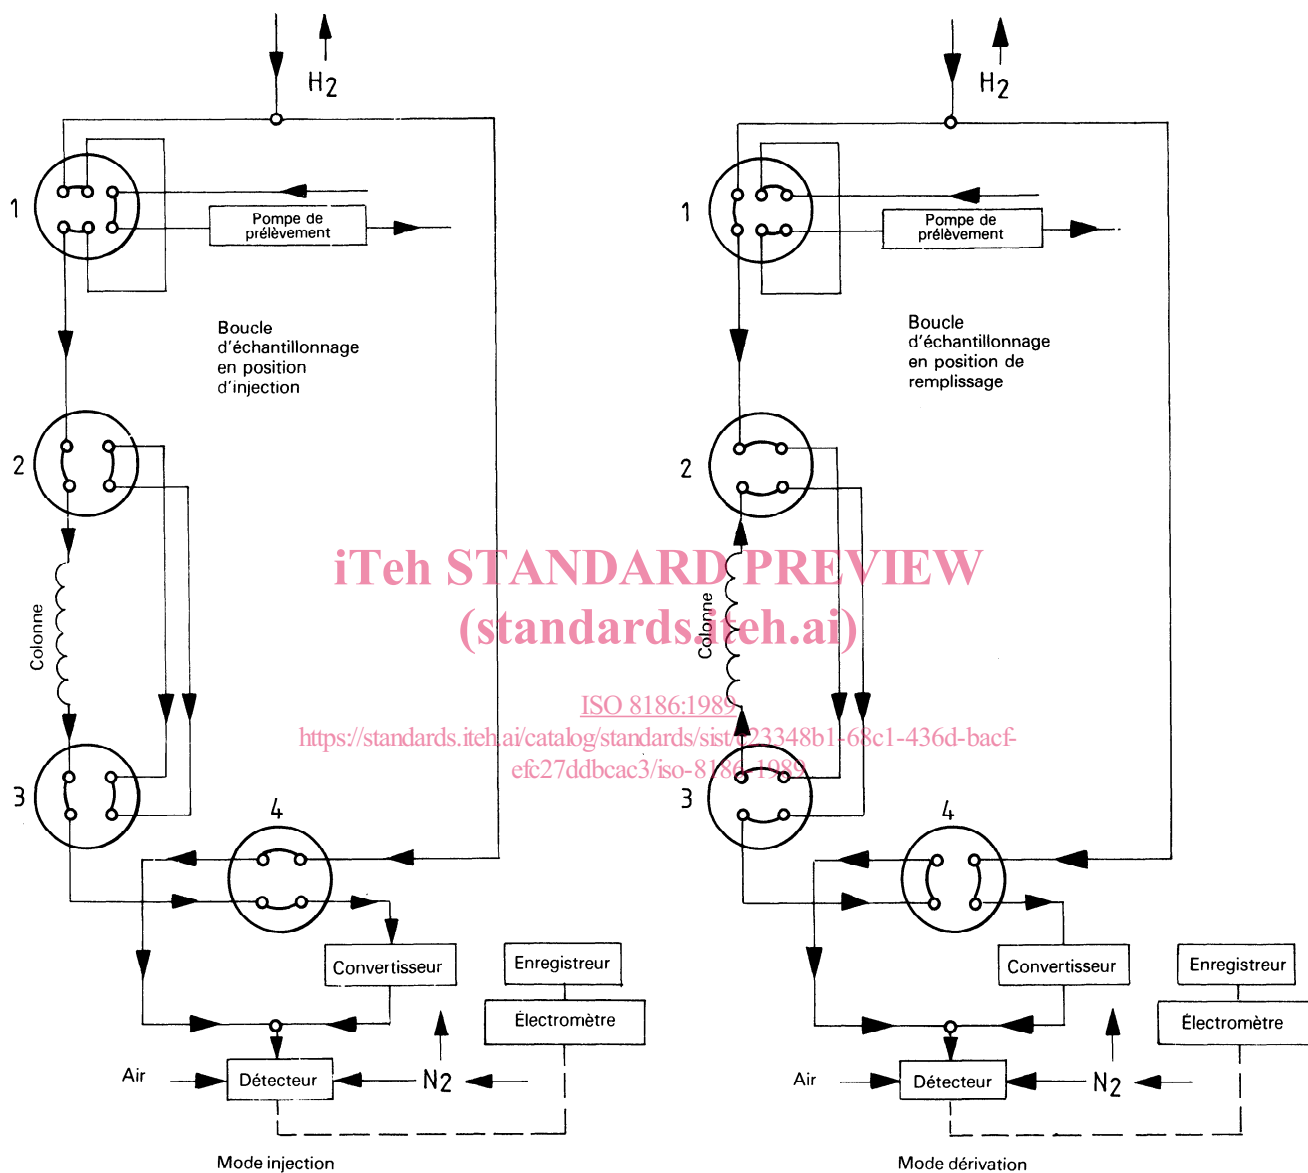 H2
1
Pompe de
prélèvement
Boucle
d'échantillonnage
en position
d'injection
2
Colonne
3
4
Convertisseur
Enregistreur
Électromètre
Air
Détecteur
N2
Mode injection
H2
1
Pompe de
prélèvement
Boucle
d'échantillonnage
en position de
remplissage
2
Colonne
3
4
Convertisseur
Enregistreur
Électromètre
Air
Détecteur
N2
Mode dérivation
iTeh STANDARD PREVIEW
(standards.iteh.ai)
ISO 8186:1989
https://standards.iteh.ai/catalog/standards/sist/c23348b1-68c1-436d-bacf-
efc27ddbcac3/iso-8186-1989